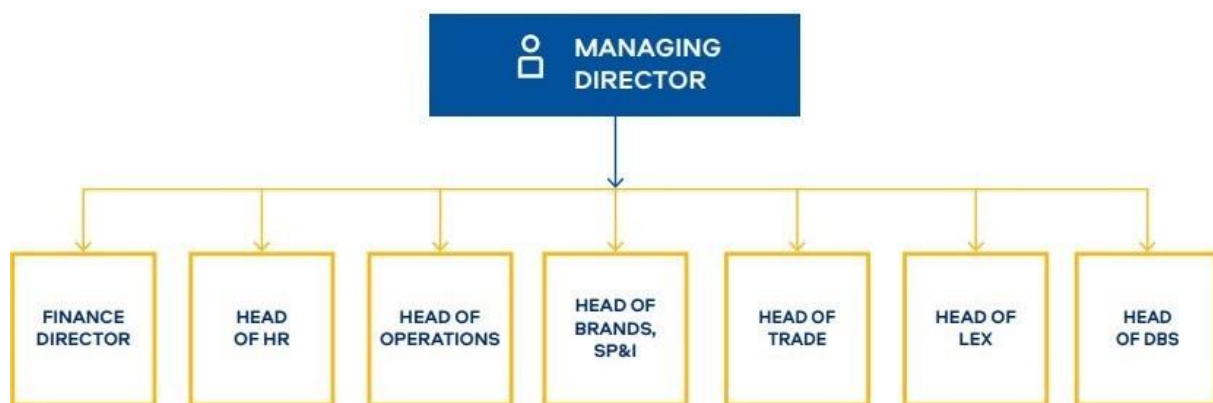 MANAGING
DIRECTOR
FINANCE
DIRECTOR
HEAD
OF HR
HEAD OF
OPERATIONS
HEAD OF
BRANDS,
SP&I
HEAD OF
TRADE
HEAD OF
LEX
HEAD
OF DBS